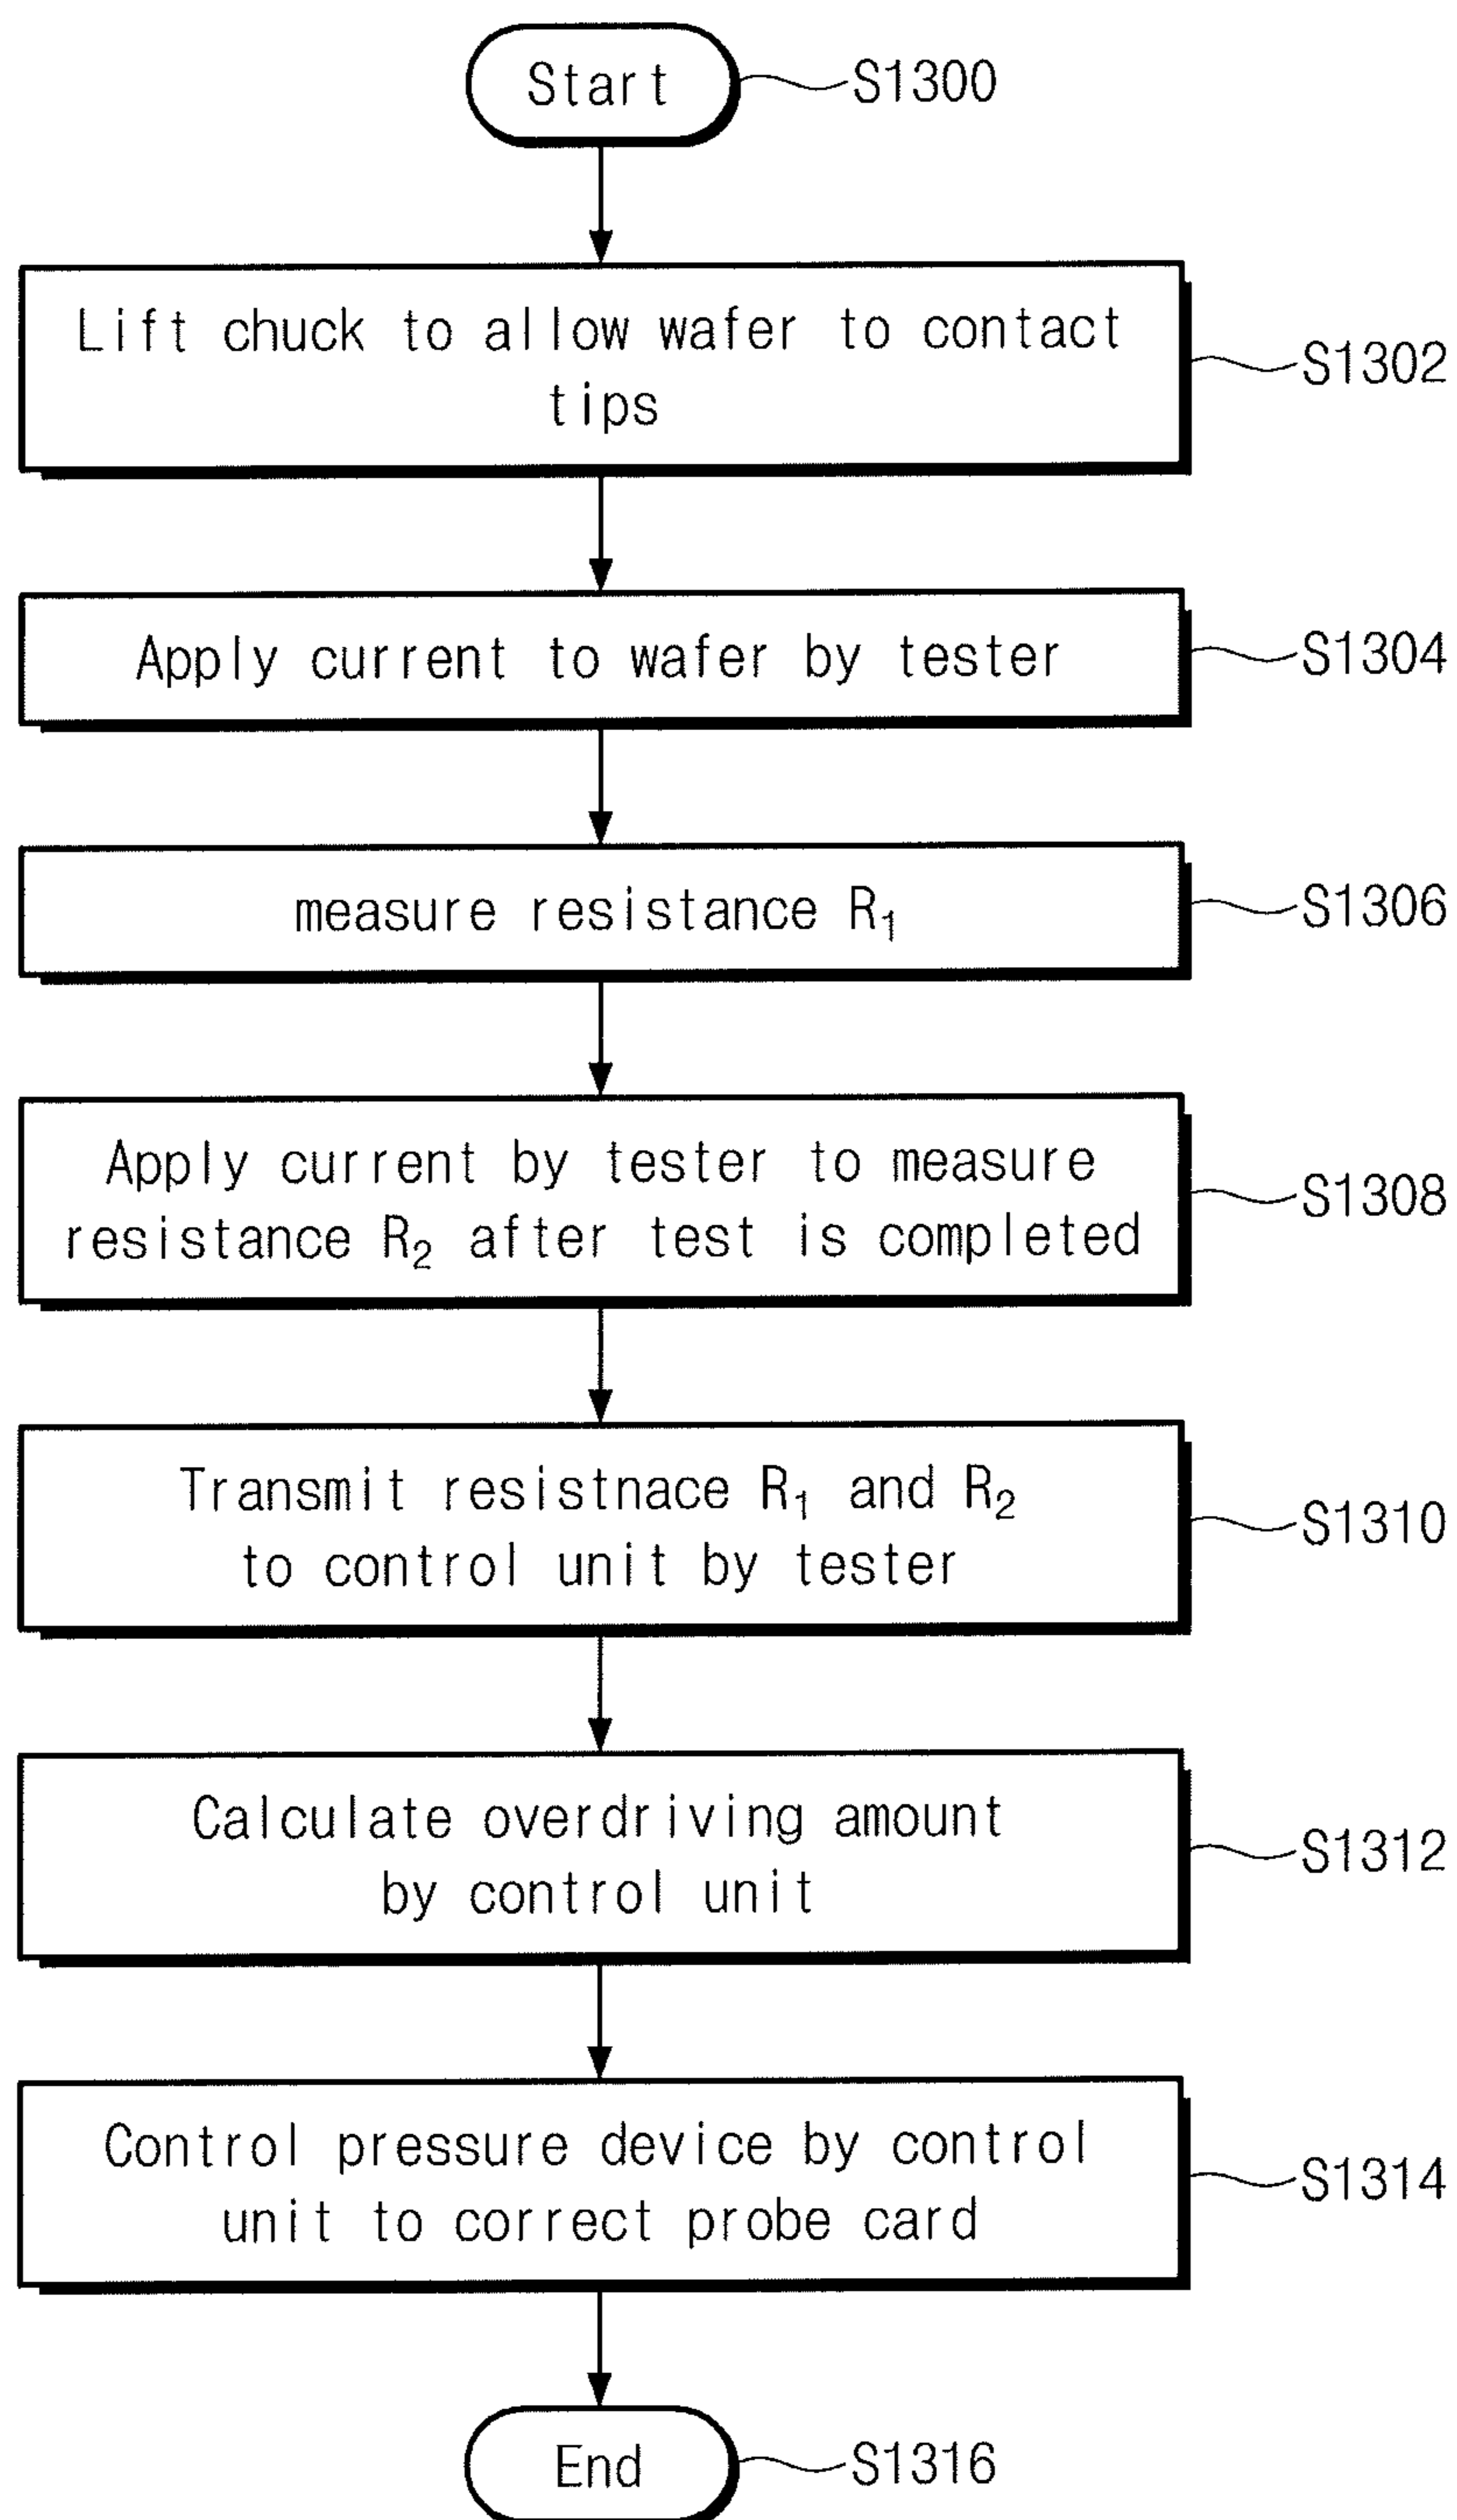 Start
S1300
Lift chuck to allow wafer to contact
tips
S1302
Apply current to wafer by tester
S1304
measure resistance R₁
S1306
Apply current by tester to measure
resistance R₂ after test is completed
S1308
Transmit resistnace R₁ and R₂
to control unit by tester
S1310
Calculate overdriving amount
by control unit
S1312
Control pressure device by control
unit to correct probe card
S1314
End
S1316